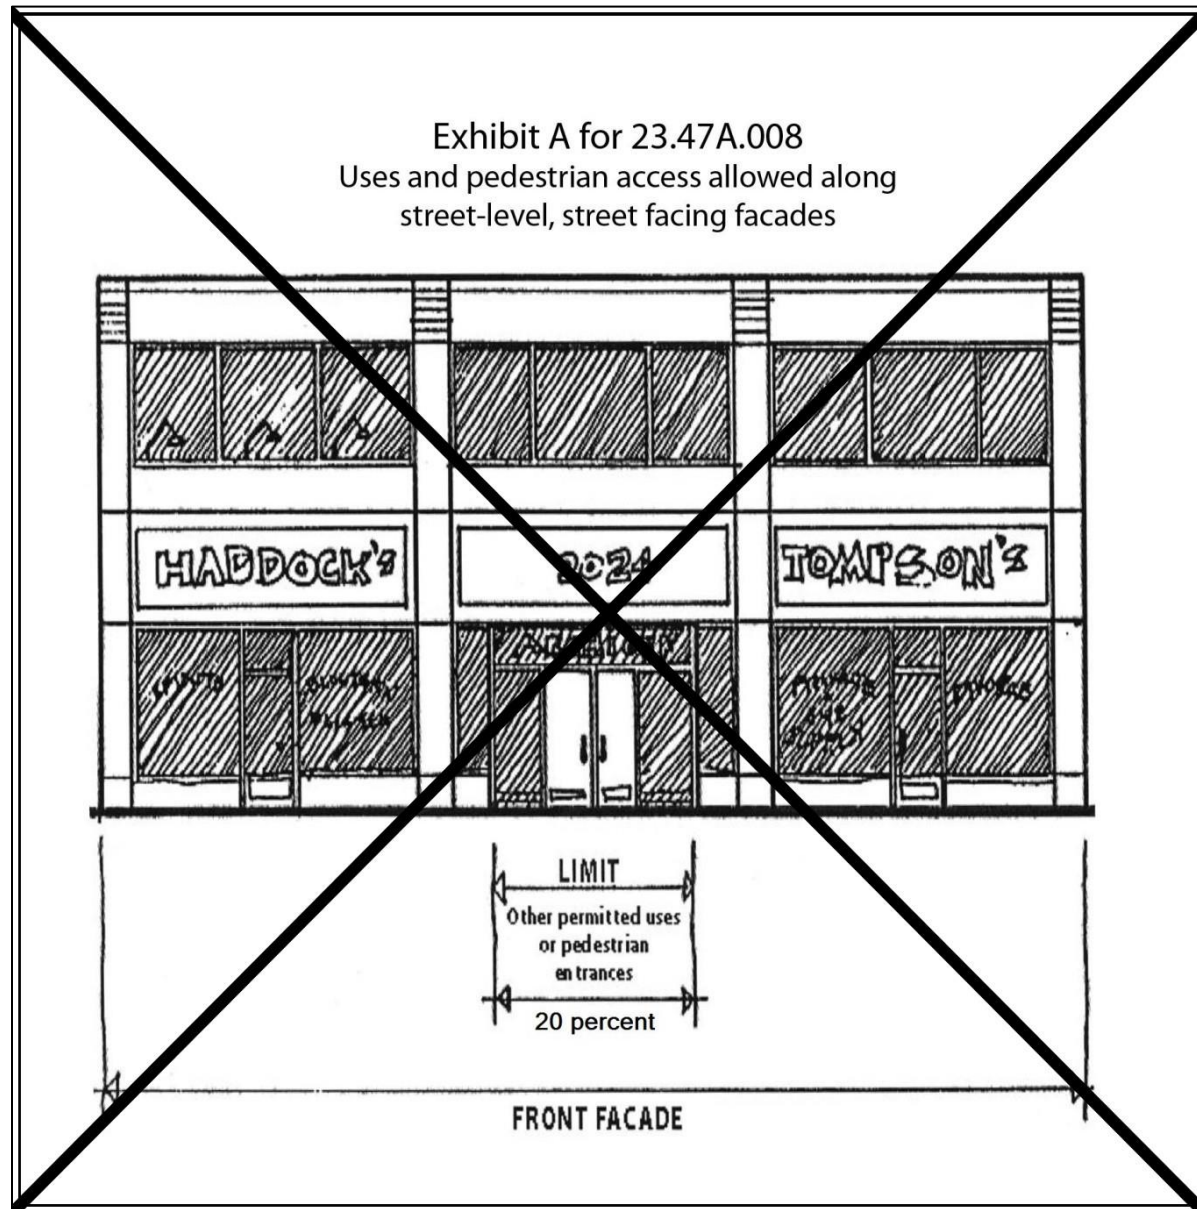 Exhibit A for 23.47A.008
Uses and pedestrian access allowed along
street-level, street facing facades
HADDOCK's
2024
TOMPSON's
SPIRITS
LIMIT
Other permitted uses
or pedestrian
entrances
20 percent
FRONT FACADE